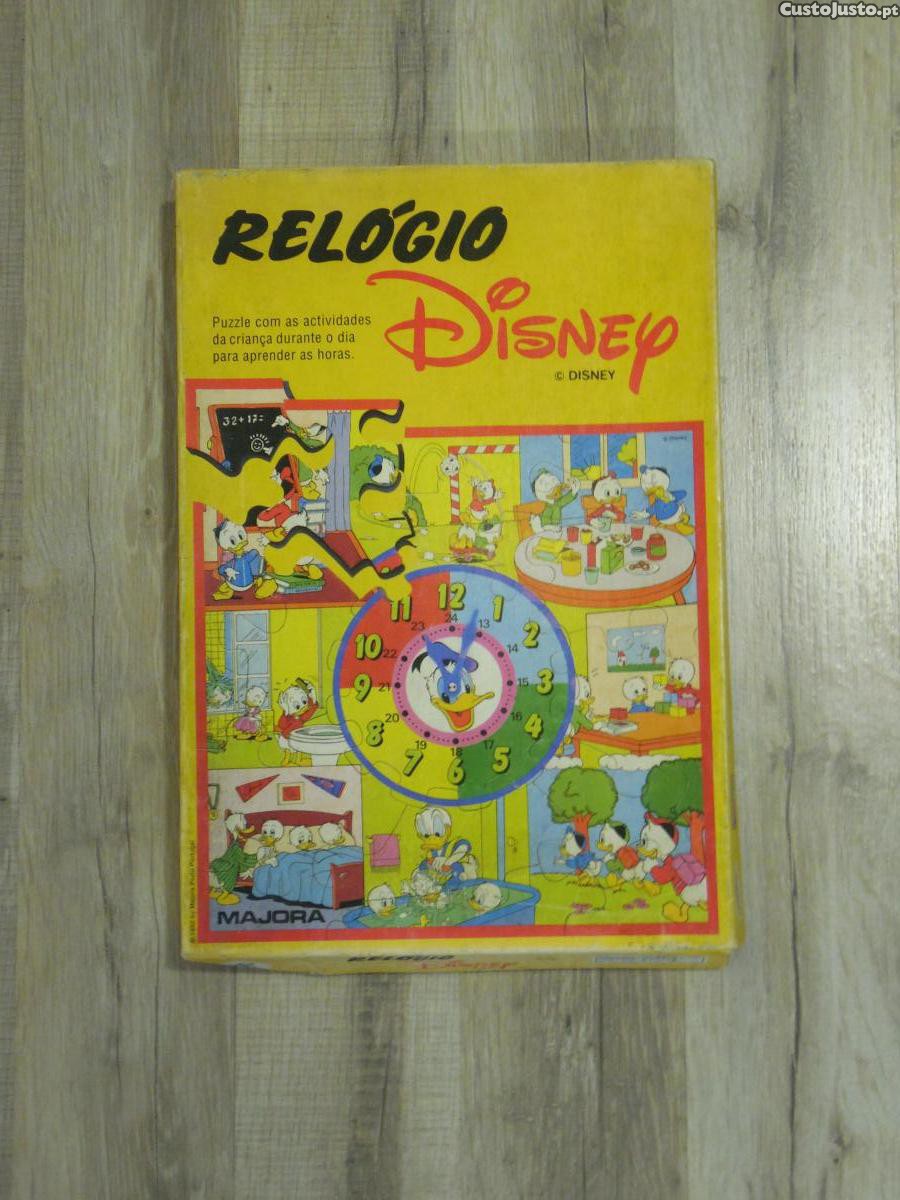 CustoJusto.pt
RELÓGIO
DISNEY
Puzzle com as actividades
da criança durante o dia
para aprender as horas.
© DISNEY
32+17=
© DISNEY
11 12 1
23 24 13
10 2
22 14
9 3
21 15
8 4
20 16
7 6 5
19 18 17
MAJORA
RELÓGIO
DISNEY